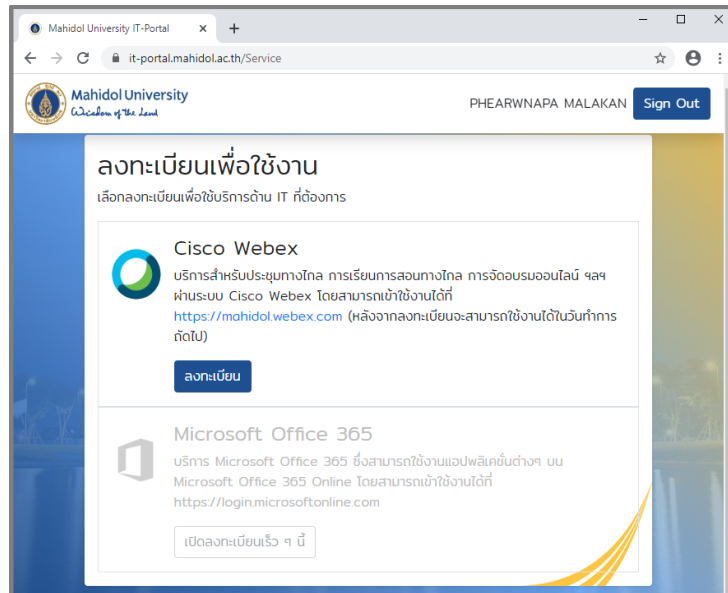 Mahidol University IT-Portal
it-portal.mahidol.ac.th/Service
Mahidol University
Wisdom of the Land
PHEARWNAPA MALAKAN
Sign Out
ลงทะเบียนเพื่อใช้งาน
เลือกลงทะเบียนเพื่อใช้บริการด้าน IT ที่ต้องการ
Cisco Webex
บริการสำหรับประชุมทางไกล การเรียนการสอนทางไกล การจัดอบรมออนไลน์ ฯลฯ
ผ่านระบบ Cisco Webex โดยสามารถเข้าใช้งานได้ที่
https://mahidol.webex.com (หลังจากลงทะเบียนจะสามารถใช้งานได้ในวันทำการ
ถัดไป)
ลงทะเบียน
Microsoft Office 365
บริการ Microsoft Office 365 ซึ่งสามารถใช้งานแอปพลิเคชั่นต่างๆ บน
Microsoft Office 365 Online โดยสามารถเข้าใช้งานได้ที่
https://login.microsoftonline.com
เปิดลงทะเบียนเร็ว ๆ นี้